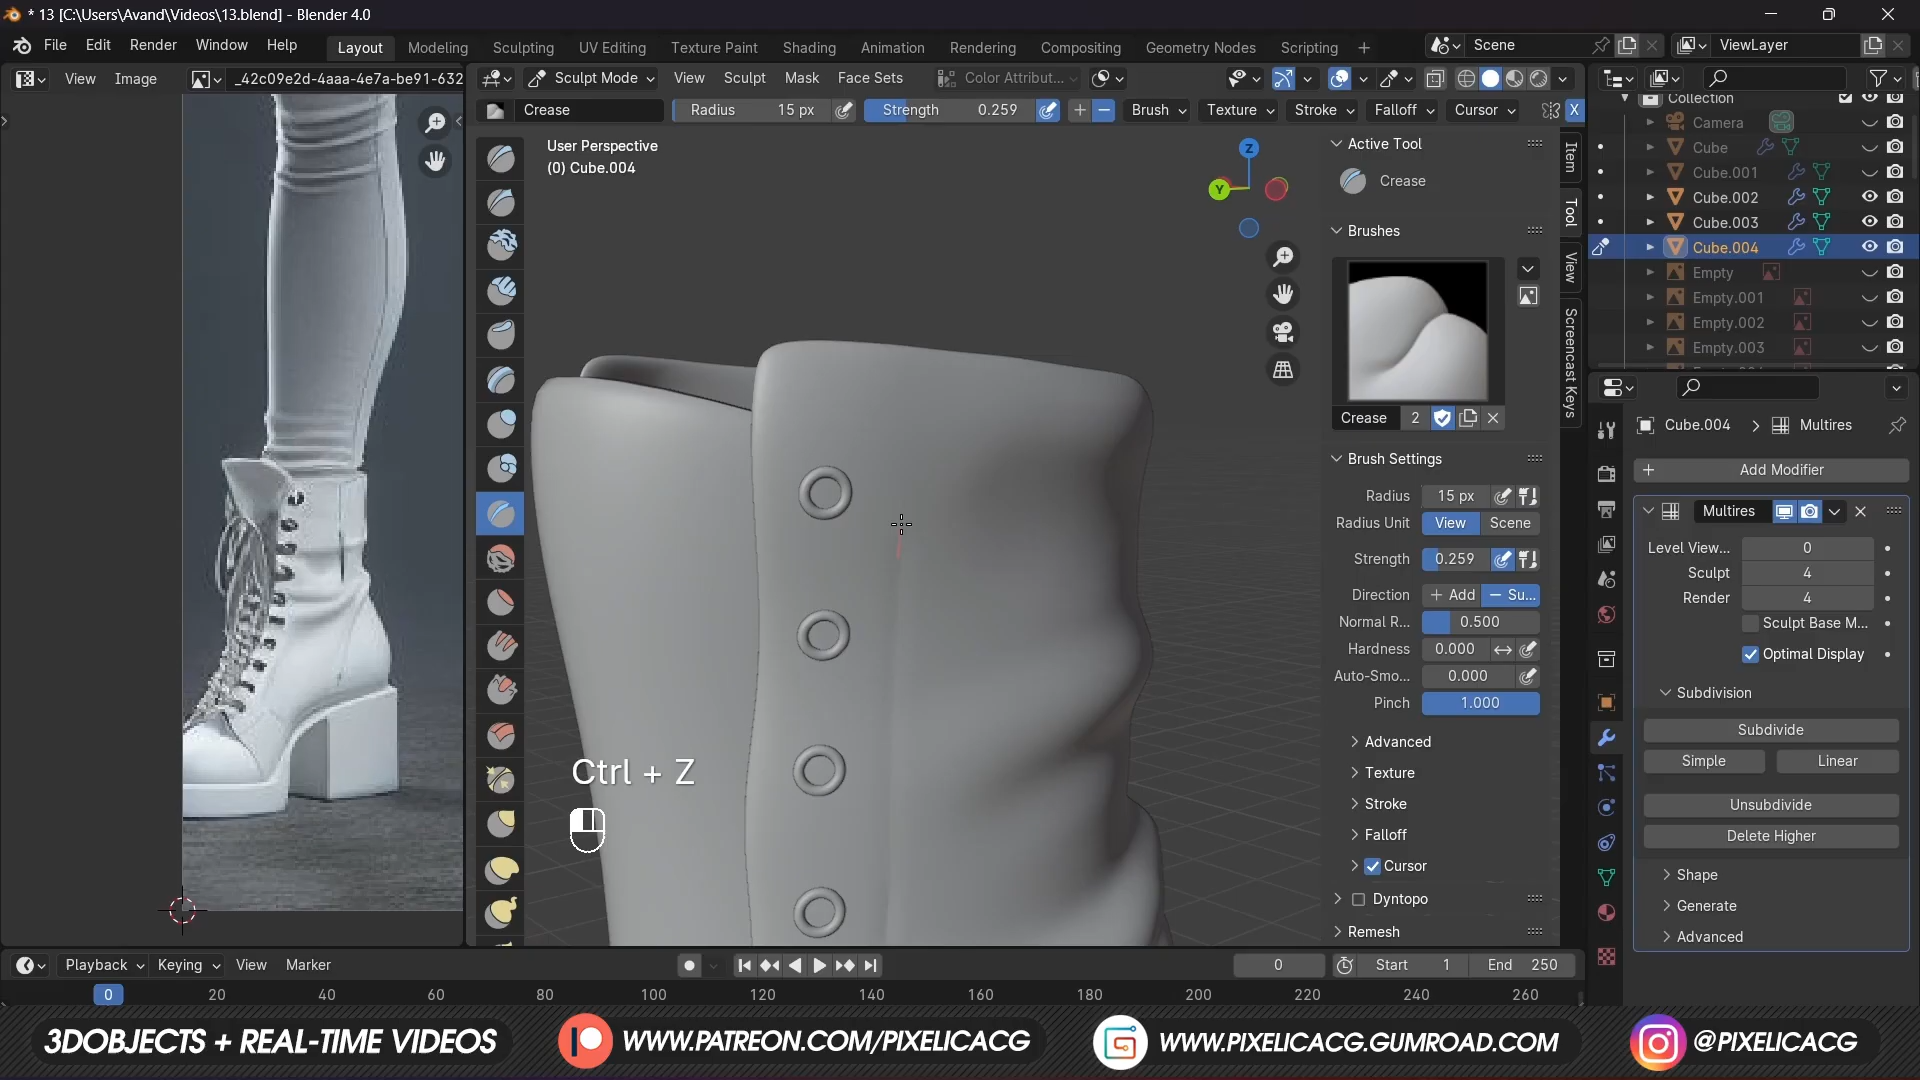 * 13 [C:\Users\Avand\Videos\13.blend] - Blender 4.0
File Edit Render Window Help
Layout Modeling Sculpting UV Editing Texture Paint Shading Animation Rendering Compositing Geometry Nodes Scripting +
Scene
ViewLayer
View Image _42c09e2d-4aaa-4e7a-be91-632
Sculpt Mode View Sculpt Mask Face Sets Color Attribut...
Crease Radius 15 px Strength 0.259 + − Brush Texture Stroke Falloff Cursor X
User Perspective
(0) Cube.004
Z
Y
Ctrl + Z
Active Tool
Crease
Brushes
Crease 2
Brush Settings
Radius 15 px
Radius Unit View Scene
Strength 0.259
Direction + Add − Su...
Normal R... 0.500
Hardness 0.000
Auto-Smo... 0.000
Pinch 1.000
Advanced
Texture
Stroke
Falloff
Cursor
Dyntopo
Remesh
Item
Tool
View
Screencast Keys
Collection
Camera
Cube
Cube.001
Cube.002
Cube.003
Cube.004
Empty
Empty.001
Empty.002
Empty.003
Cube.004 > Multires
+ Add Modifier
Multires
Level View... 0
Sculpt 4
Render 4
Sculpt Base M...
Optimal Display
Subdivision
Subdivide
Simple Linear
Unsubdivide
Delete Higher
Shape
Generate
Advanced
Playback Keying View Marker
0 Start 1 End 250
0 20 40 60 80 100 120 140 160 180 200 220 240 260
3DOBJECTS + REAL-TIME VIDEOS WWW.PATREON.COM/PIXELICACG WWW.PIXELICACG.GUMROAD.COM @PIXELICACG